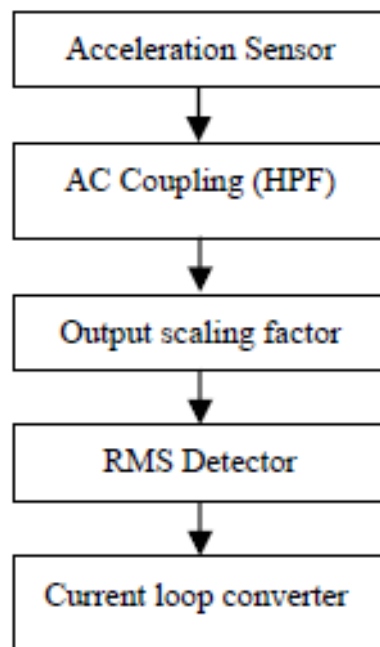 Acceleration Sensor
AC Coupling (HPF)
Output scaling factor
RMS Detector
Current loop converter